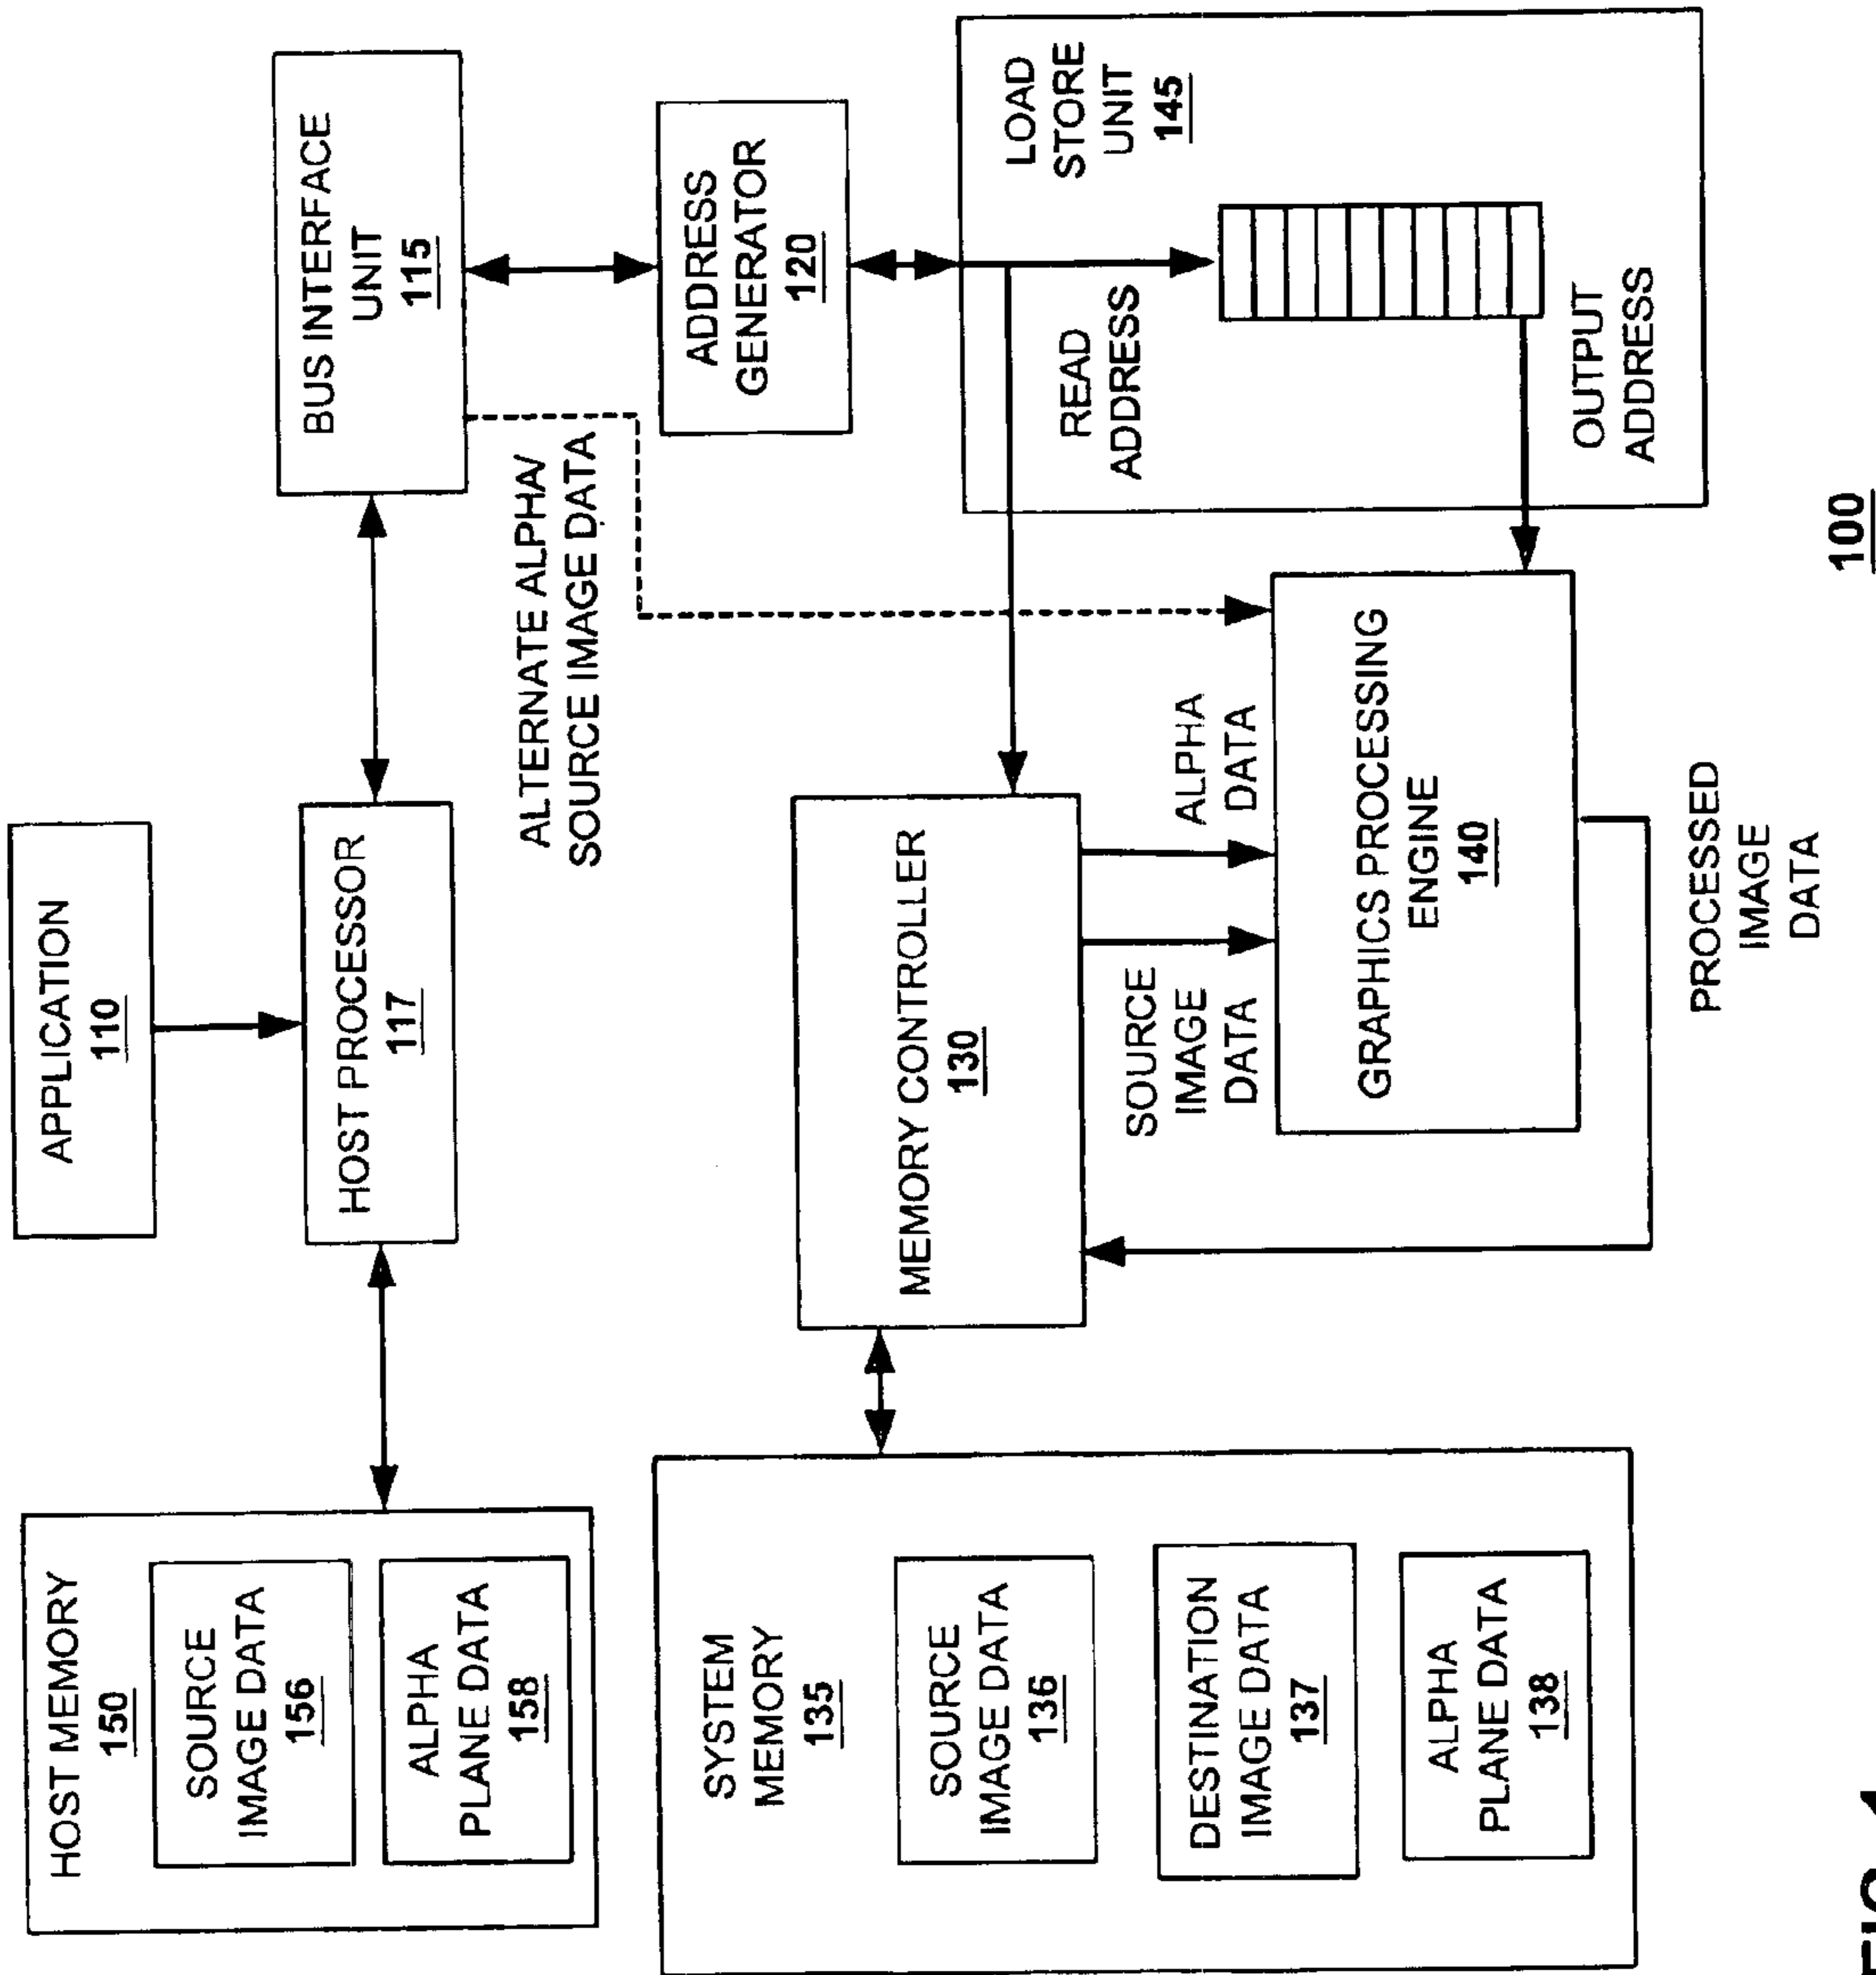 APPLICATION
110
HOST MEMORY
150
SOURCE
IMAGE DATA
156
ALPHA
PLANE DATA
158
HOST PROCESSOR
117
BUS INTERFACE
UNIT
115
ALTERNATE ALPHA/
SOURCE IMAGE DATA
ADDRESS
GENERATOR
120
SYSTEM
MEMORY
135
SOURCE
IMAGE DATA
136
DESTINATION
IMAGE DATA
137
ALPHA
PLANE DATA
138
MEMORY CONTROLLER
130
SOURCE
IMAGE
DATA
ALPHA
DATA
GRAPHICS PROCESSING
ENGINE
140
LOAD
STORE
UNIT
145
READ
ADDRESS
OUTPUT
ADDRESS
PROCESSED
IMAGE
DATA
100